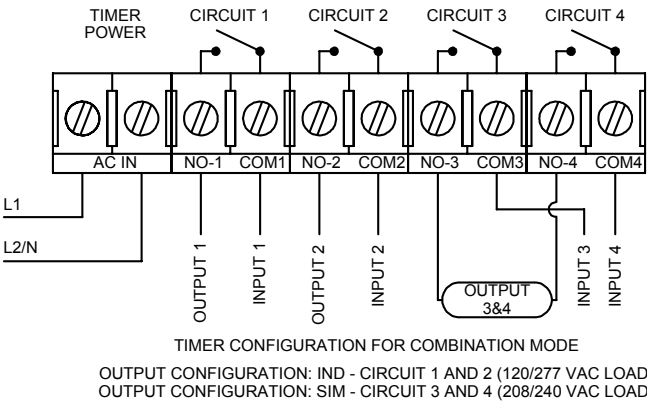 TIMER
POWER
CIRCUIT 1
CIRCUIT 2
CIRCUIT 3
CIRCUIT 4
AC IN
NO-1
COM1
NO-2
COM2
NO-3
COM3
NO-4
COM4
L1
L2/N
OUTPUT 1
INPUT 1
OUTPUT 2
INPUT 2
OUTPUT
3&4
INPUT 3
INPUT 4
TIMER CONFIGURATION FOR COMBINATION MODE
OUTPUT CONFIGURATION: IND - CIRCUIT 1 AND 2 (120/277 VAC LOAD
OUTPUT CONFIGURATION: SIM - CIRCUIT 3 AND 4 (208/240 VAC LOAD